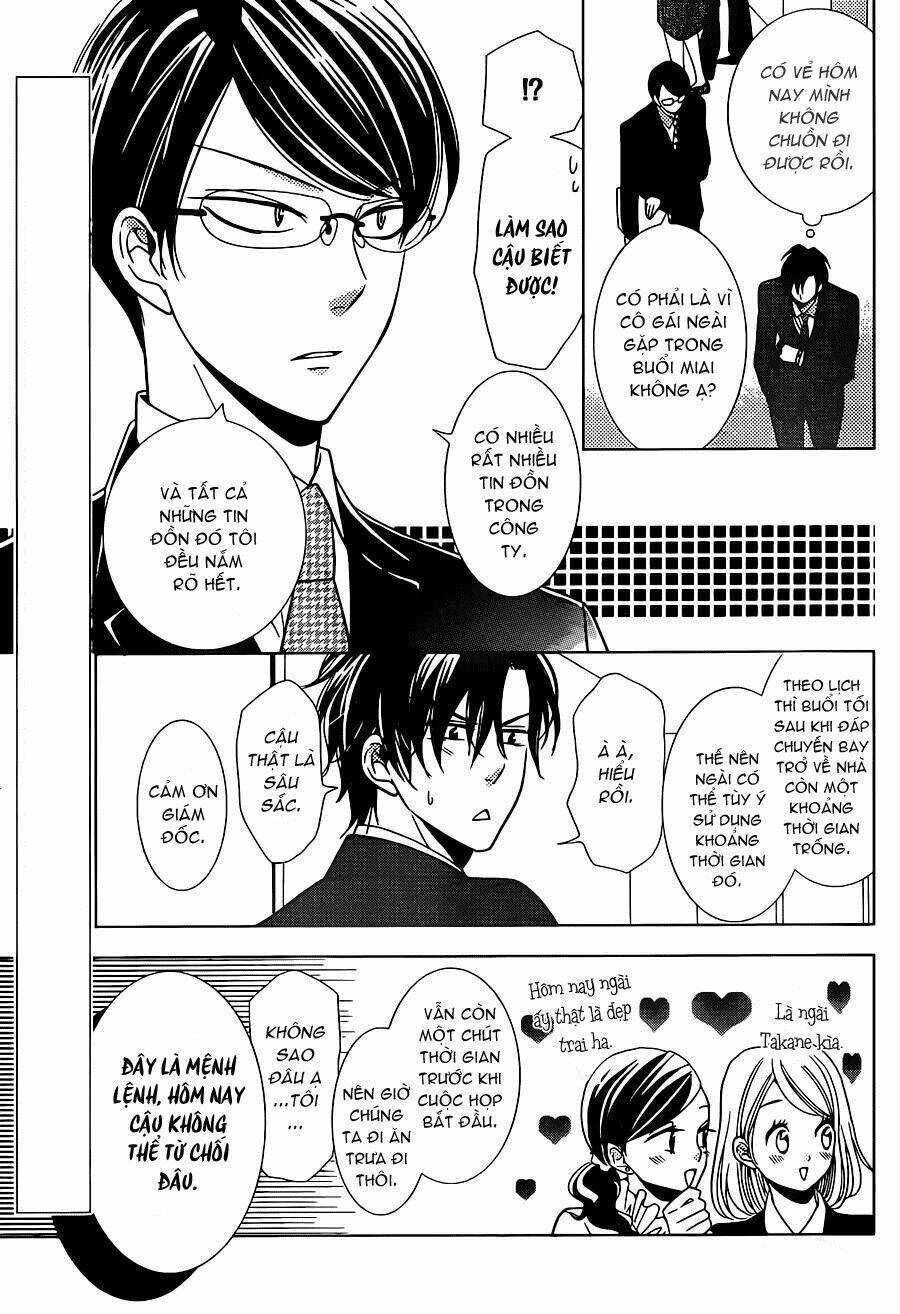 CÓ VẺ HÔM
NAY MÌNH
KHÔNG
CHUỒN ĐI
ĐƯỢC RỒI.
CÓ PHẢI LÀ VÌ
CÔ GÁI NGÀI
GẶP TRONG
BUỔI MIAI
KHÔNG Ạ?
!?
LÀM SAO
CẬU BIẾT
ĐƯỢC!
CÓ NHIỀU
RẤT NHIỀU
TIN ĐỒN
TRONG
CÔNG
TY.
VÀ TẤT CẢ
NHỮNG TIN
ĐỒN ĐÓ TÔI
ĐỀU NẮM
RÕ HẾT.
THEO LỊCH
THÌ BUỔI TỐI
SAU KHI ĐÁP
CHUYẾN BAY
TRỞ VỀ NHÀ
CÒN MỘT
KHOẢNG
THỜI GIAN
TRỐNG.
THẾ NÊN
NGÀI CÓ
THỂ TÙY Ý
SỬ DỤNG
KHOẢNG
THỜI GIAN
ĐÓ.
À À,
HIỂU
RỒI.
CẬU
THẬT LÀ
SÂU
SẮC.
CẢM ƠN
GIÁM
ĐỐC.
Là ngài
Takane kìa.
Hôm nay ngài
ấy thật là đẹp
trai ha.
VẪN CÒN
MỘT CHÚT
THỜI GIAN
TRƯỚC KHI
CUỘC HỌP
BẮT ĐẦU.
NÊN GIỜ
CHÚNG
TA ĐI ĂN
TRƯA ĐI
THÔI.
KHÔNG
SAO
ĐÂU Ạ
...TÔI
...
ĐÂY LÀ MỆNH
LỆNH, HÔM NAY
CẬU KHÔNG
THỂ TỪ CHỐI
ĐÂU.